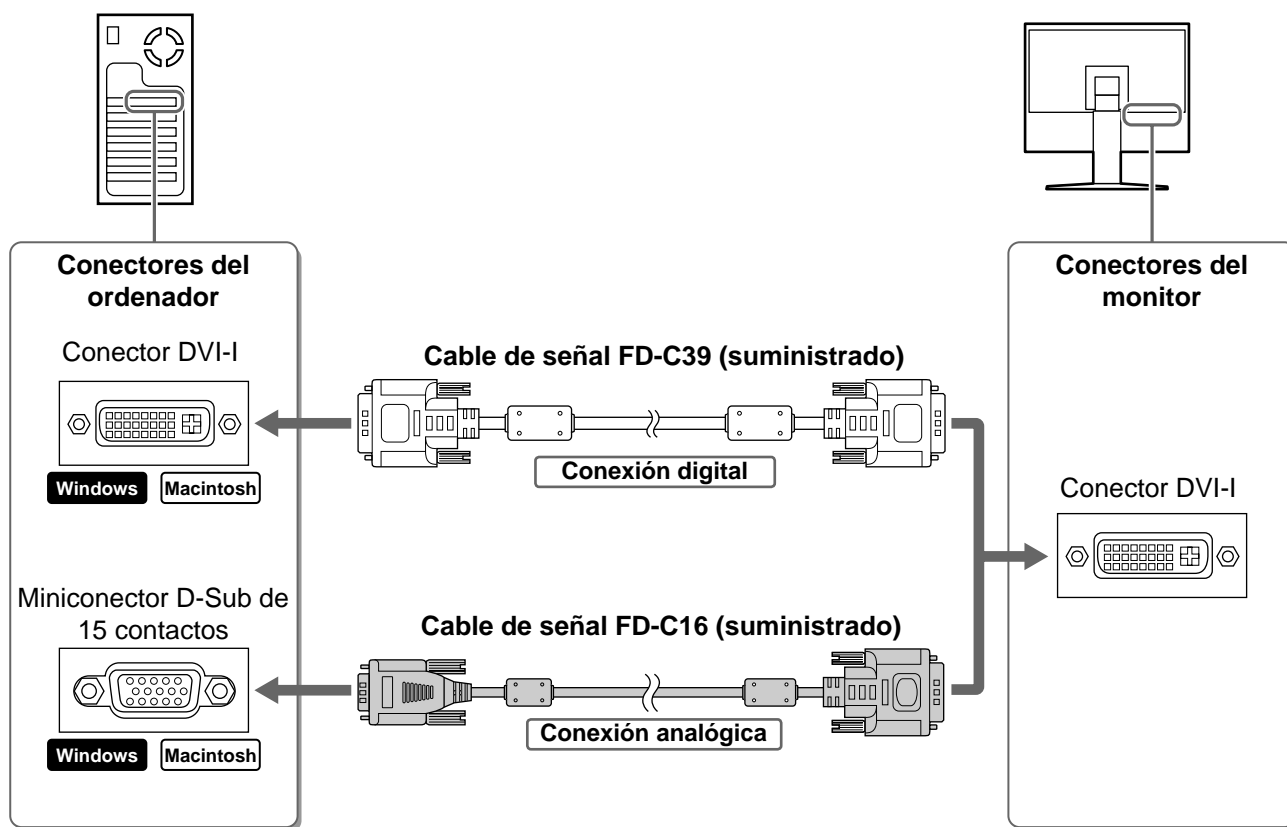 Conectores del
ordenador
Conector DVI-I
Windows Macintosh
Miniconector D-Sub de
15 contactos
Windows Macintosh
Cable de señal FD-C39 (suministrado)
Conexión digital
Cable de señal FD-C16 (suministrado)
Conexión analógica
Conectores del
monitor
Conector DVI-I